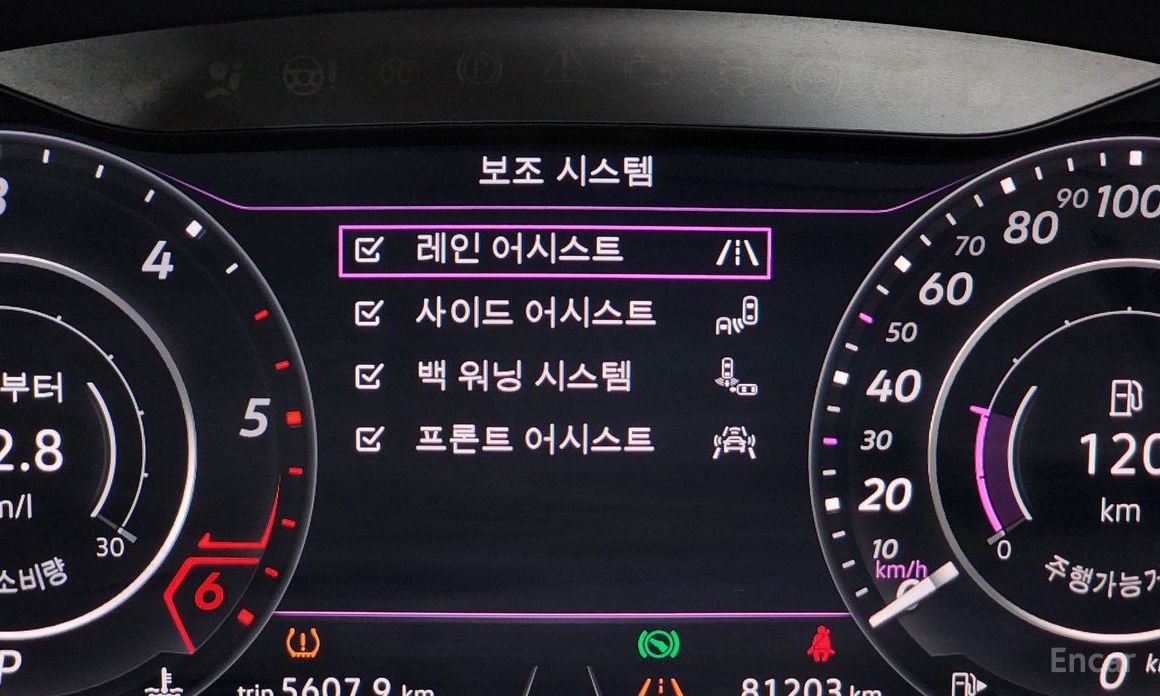 보조 시스템
레인 어시스트
사이드 어시스트
백 워닝 시스템
프론트 어시스트
4
5
6
부터
2.8
30
소비량
P
100
90
80
70
60
50
40
30
20
10
km/h
0
120
km
0
주행가능거
trip 5607.9 km
81203 km
0
Encar